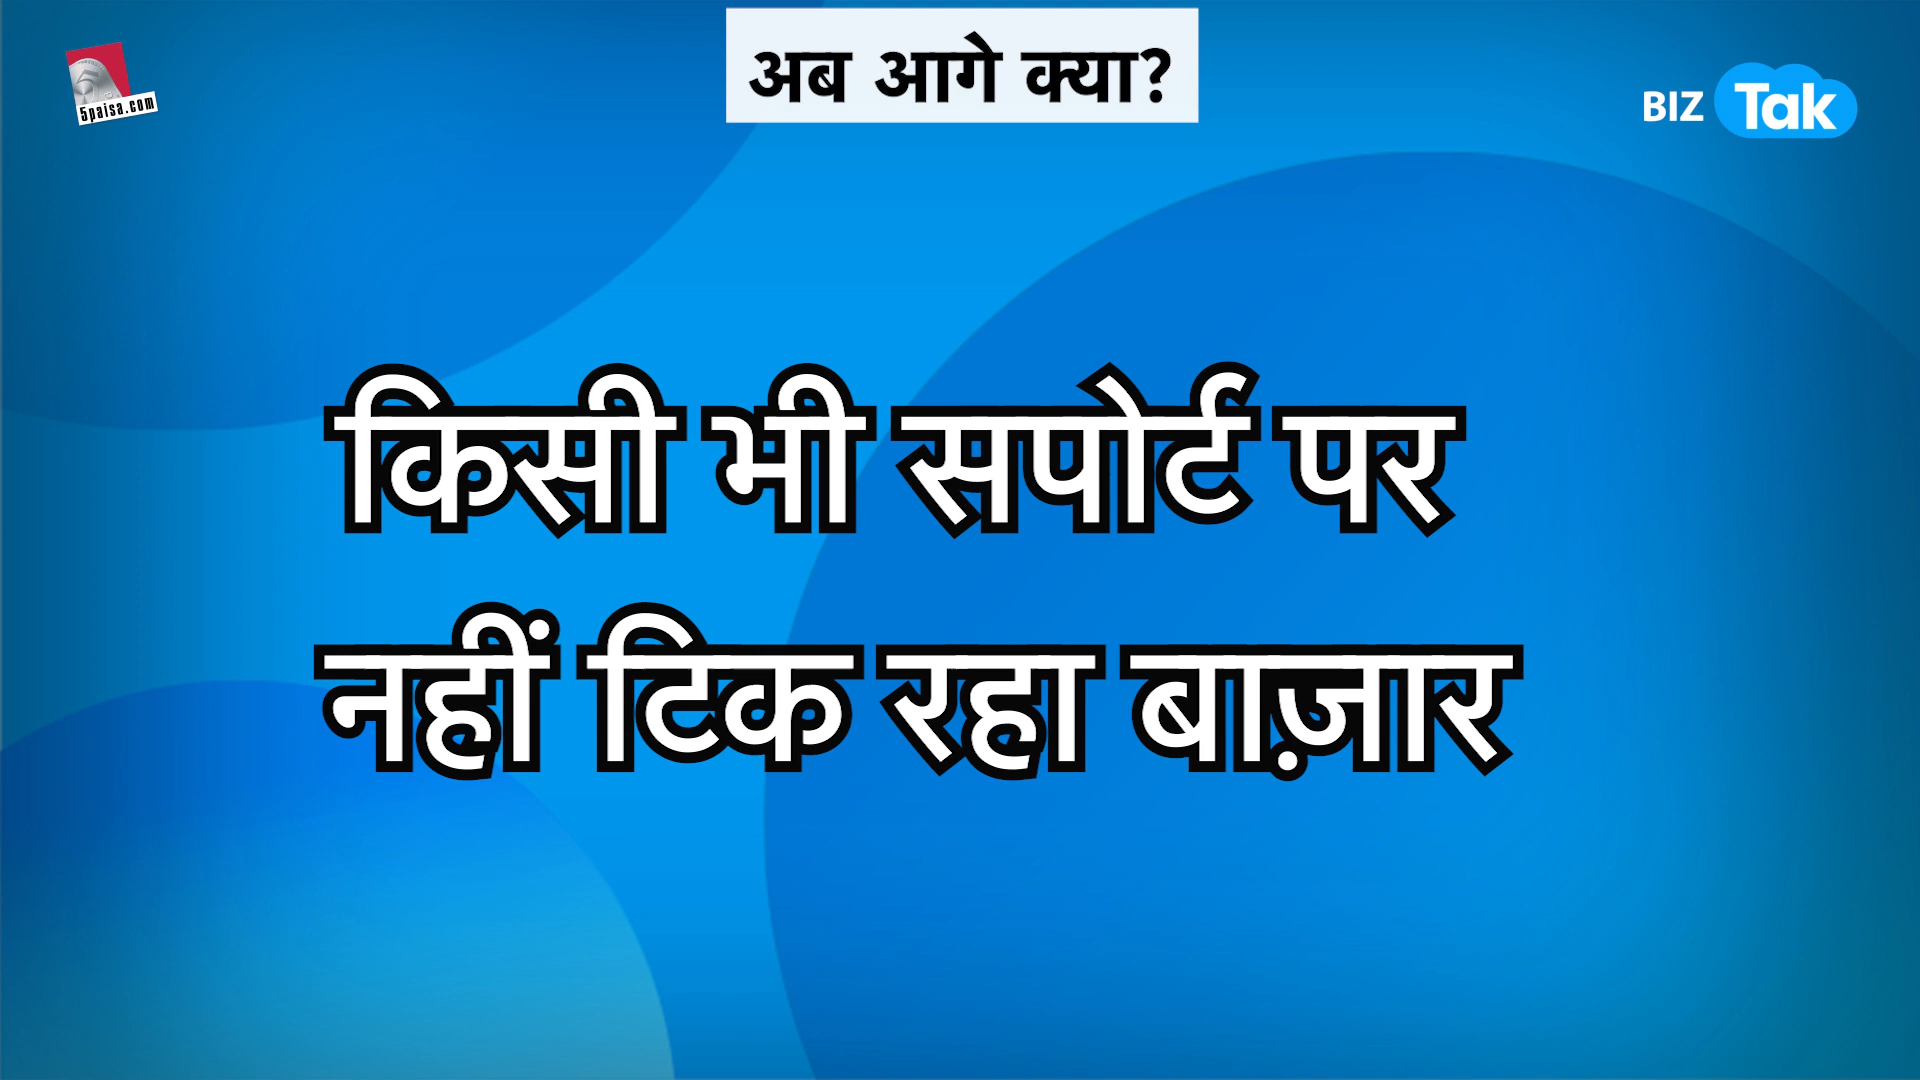 अब आगे क्या?
5paisa.com
BIZ Tak
किसी भी सपोर्ट पर
नहीं टिक रहा बाज़ार